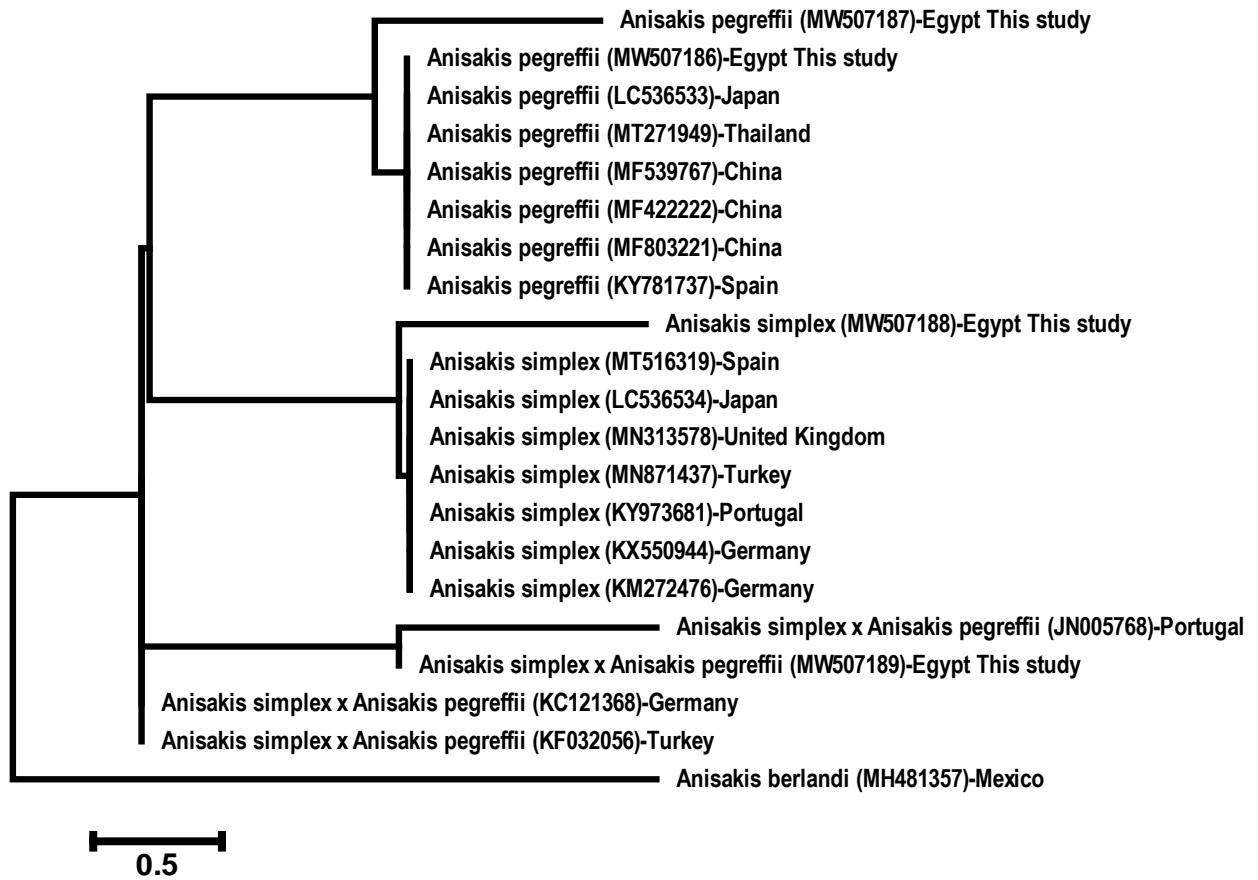 Anisakis pegreffii (MW507187)-Egypt This study
Anisakis pegreffii (MW507186)-Egypt This study
Anisakis pegreffii (LC536533)-Japan
Anisakis pegreffii (MT271949)-Thailand
Anisakis pegreffii (MF539767)-China
Anisakis pegreffii (MF422222)-China
Anisakis pegreffii (MF803221)-China
Anisakis pegreffii (KY781737)-Spain
Anisakis simplex (MW507188)-Egypt This study
Anisakis simplex (MT516319)-Spain
Anisakis simplex (LC536534)-Japan
Anisakis simplex (MN313578)-United Kingdom
Anisakis simplex (MN871437)-Turkey
Anisakis simplex (KY973681)-Portugal
Anisakis simplex (KX550944)-Germany
Anisakis simplex (KM272476)-Germany
Anisakis simplex x Anisakis pegreffii (JN005768)-Portugal
Anisakis simplex x Anisakis pegreffii (MW507189)-Egypt This study
Anisakis simplex x Anisakis pegreffii (KC121368)-Germany
Anisakis simplex x Anisakis pegreffii (KF032056)-Turkey
Anisakis berlandi (MH481357)-Mexico
0.5